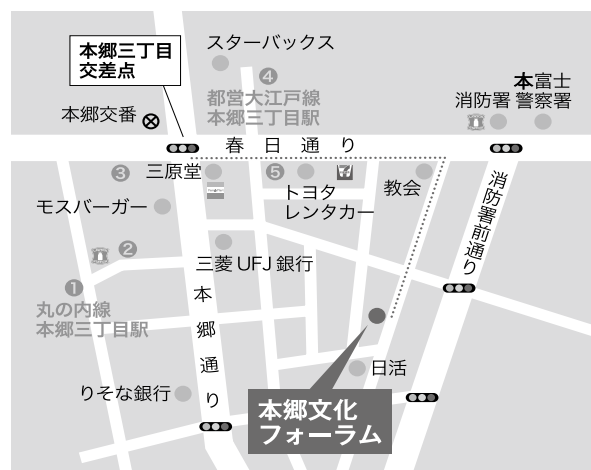 スターバックス
本郷三丁目
交差点
④
都営大江戸線
本郷三丁目駅
本富士
消防署 警察署
本郷交番
春日通り
③
三原堂
⑤
トヨタ
レンタカー
7
教会
消防署前通り
モスバーガー
②
三菱UFJ銀行
①
丸の内線
本郷三丁目駅
本郷通り
日活
りそな銀行
本郷文化
フォーラム